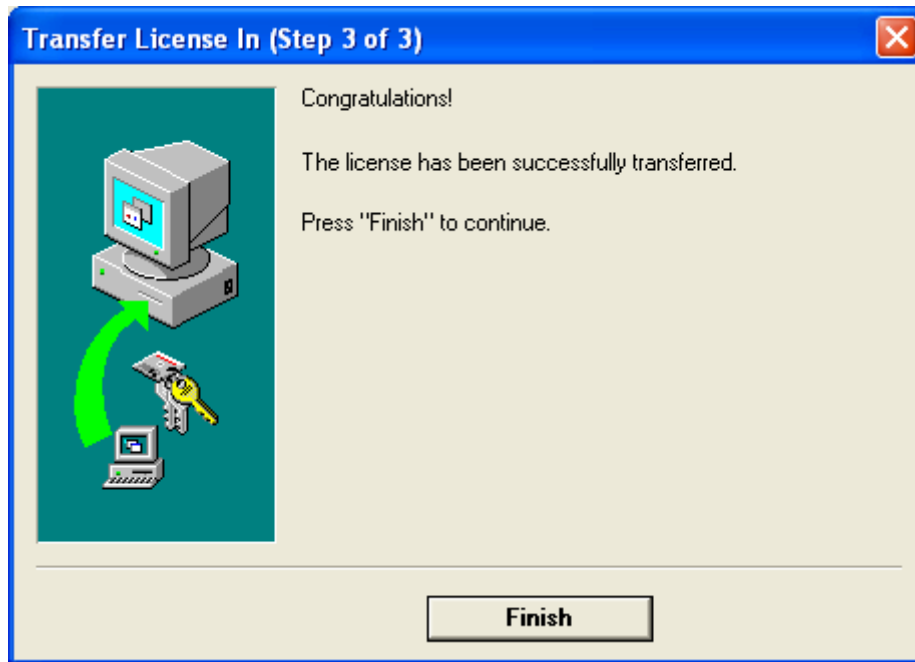 Transfer License In (Step 3 of 3)
Congratulations!
The license has been successfully transferred.
Press "Finish" to continue.
Finish